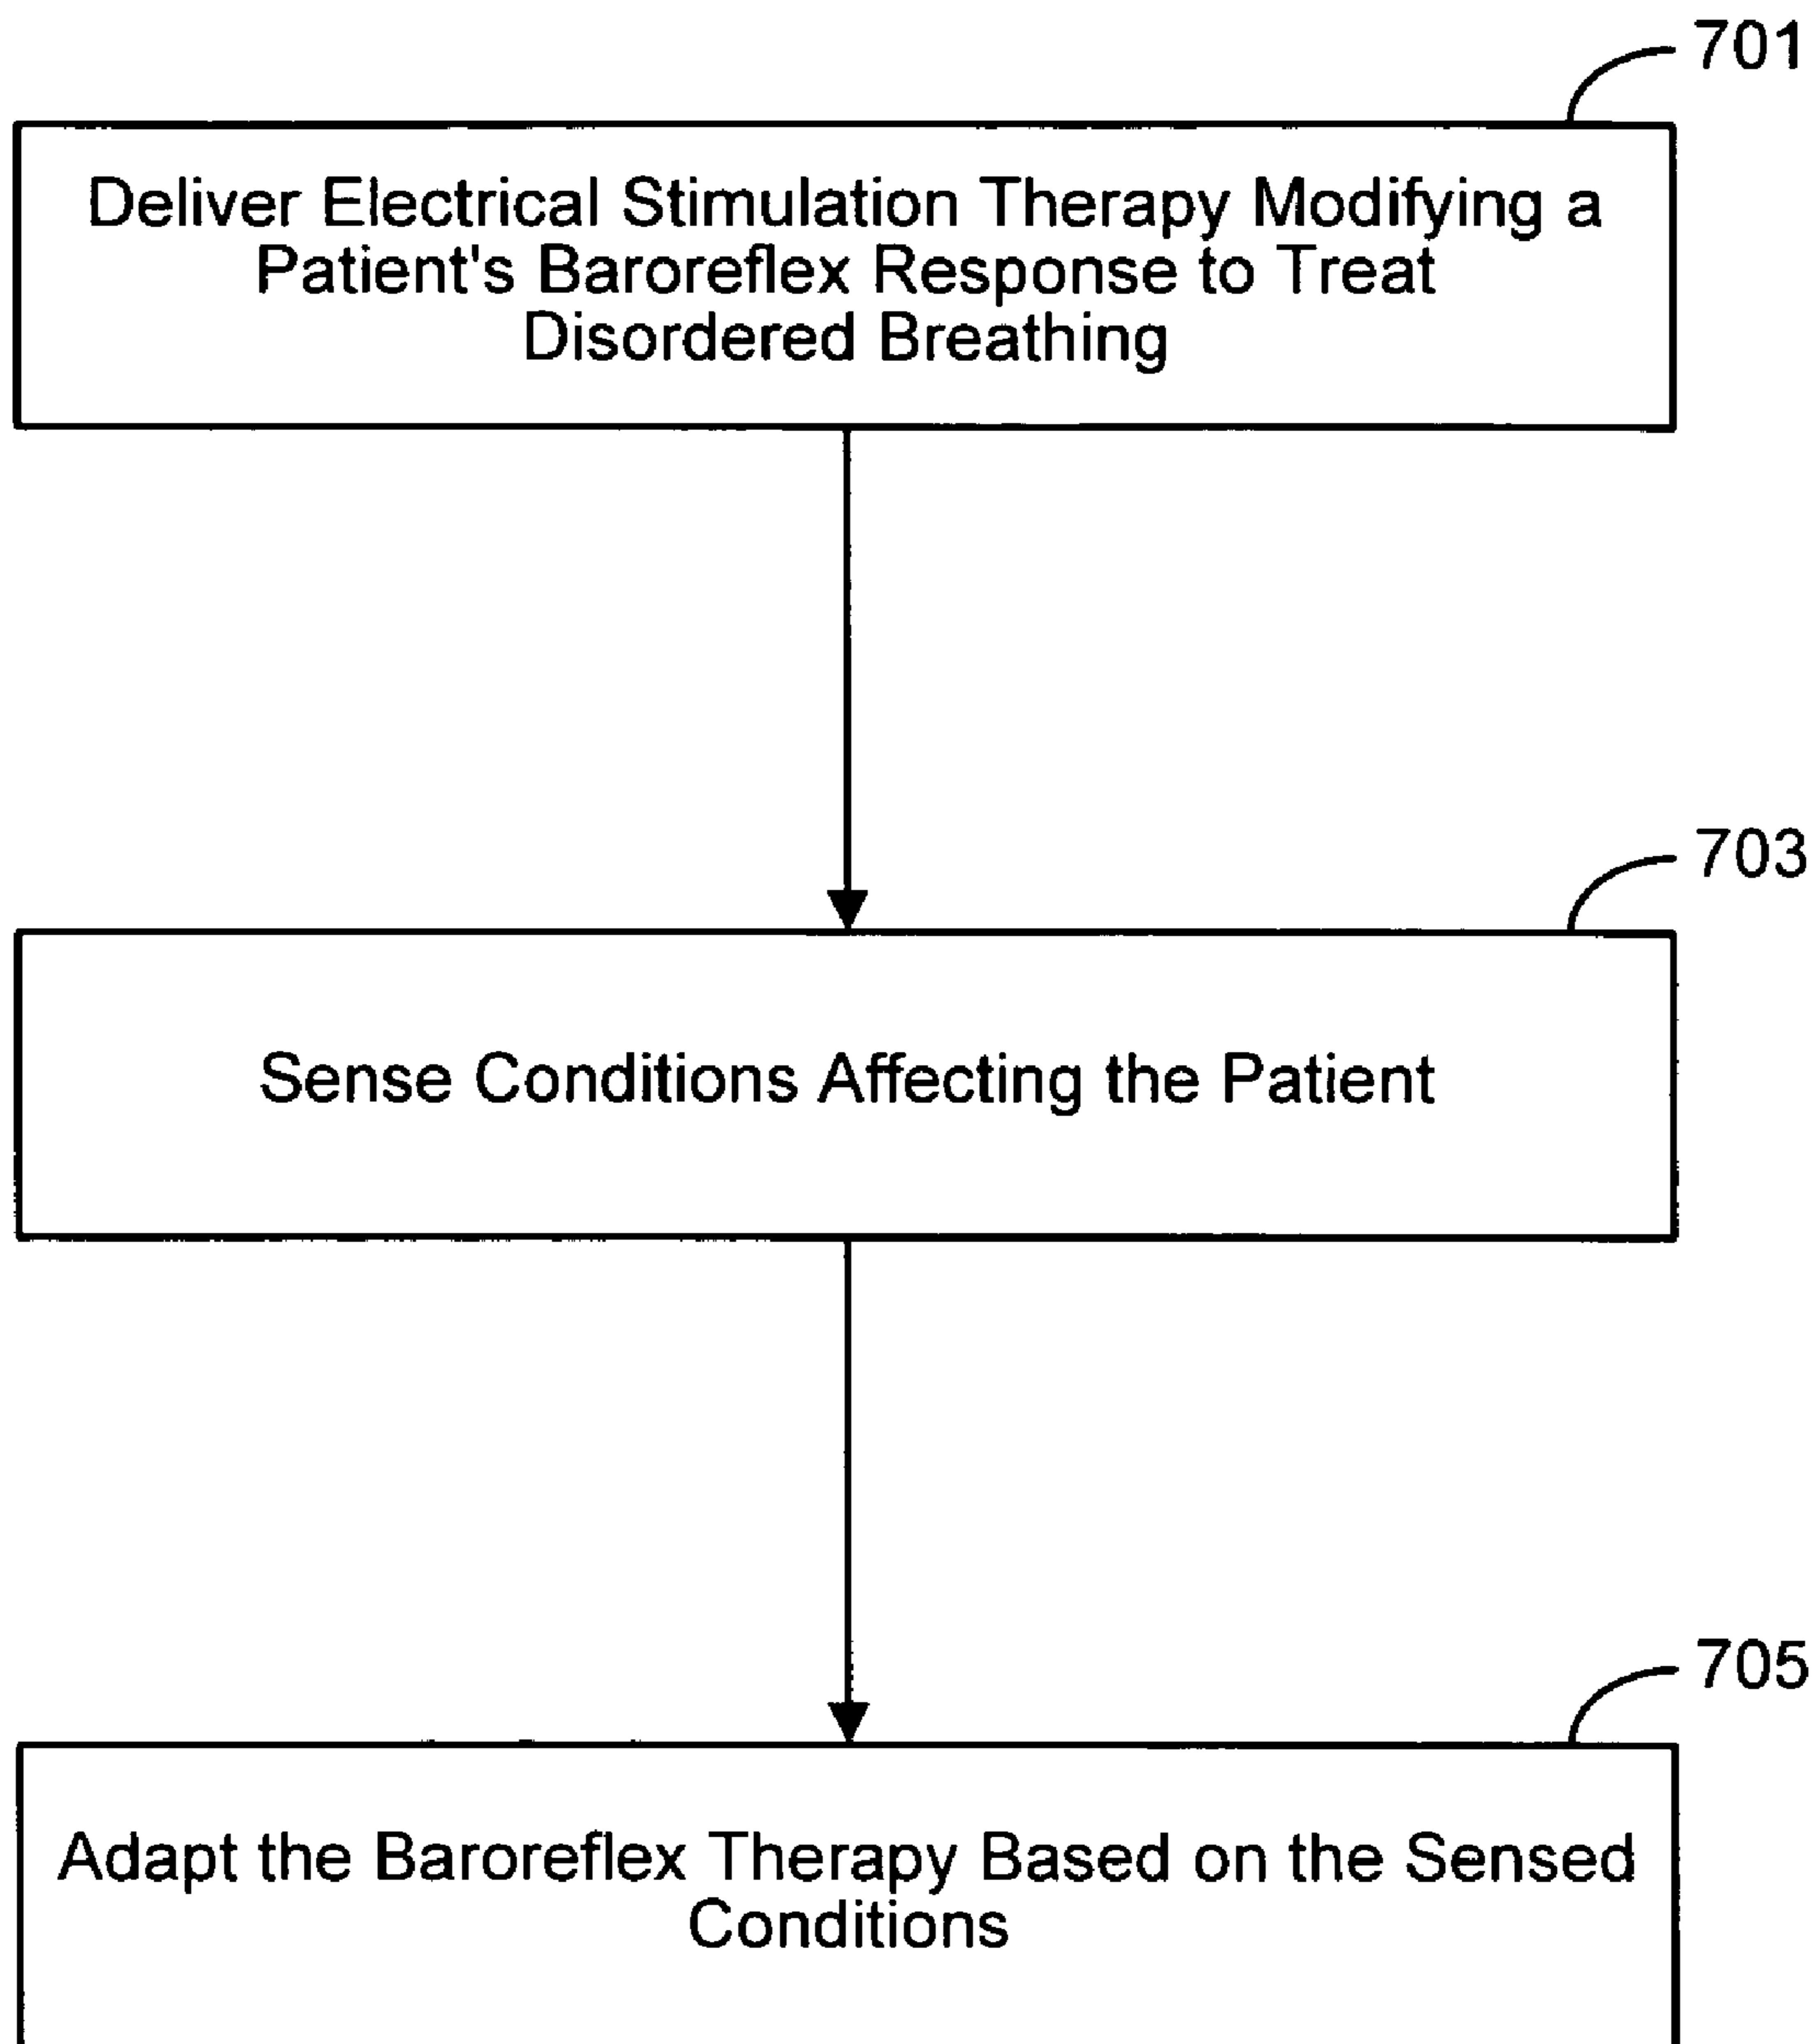 701
Deliver Electrical Stimulation Therapy Modifying a
Patient's Baroreflex Response to Treat
Disordered Breathing
703
Sense Conditions Affecting the Patient
705
Adapt the Baroreflex Therapy Based on the Sensed
Conditions